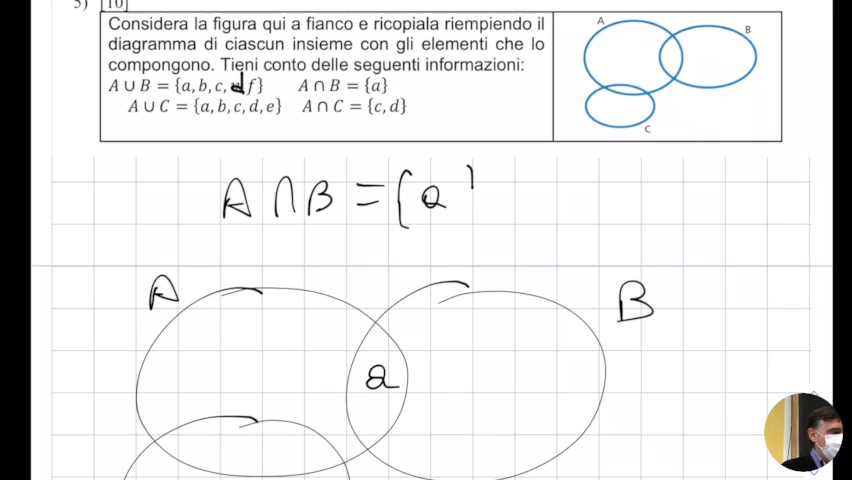 5) [10]
Considera la figura qui a fianco e ricopiala riempiendo il
diagramma di ciascun insieme con gli elementi che lo
compongono. Tieni conto delle seguenti informazioni:
A ∪ B = {a, b, c, d f} A ∩ B = {a}
A ∪ C = {a, b, c, d, e} A ∩ C = {c, d}
A
B
C
A ∩ B = {a
A
B
a